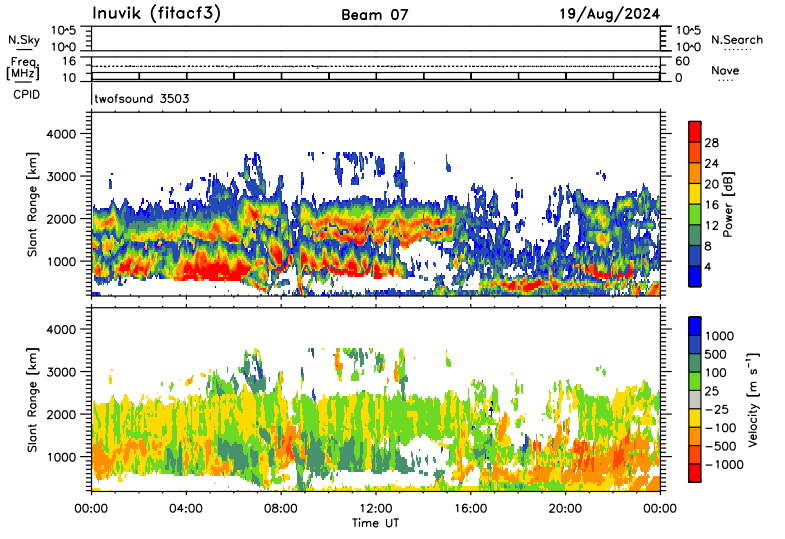 Inuvik (fitacf3) Beam 07 19/Aug/2024
N.Sky 10^5 10^0 10^5 10^0 N.Search
Freq. [MHz] 16 10 60 0 Nave
CPID twofsound 3503
Slant Range [km] 4000 3000 2000 1000
28 24 20 16 12 8 4 Power [dB]
Slant Range [km] 4000 3000 2000 1000
1000 500 100 25 −25 −100 −500 −1000 Velocity [m s⁻¹]
00:00 04:00 08:00 12:00 16:00 20:00 00:00
Time UT